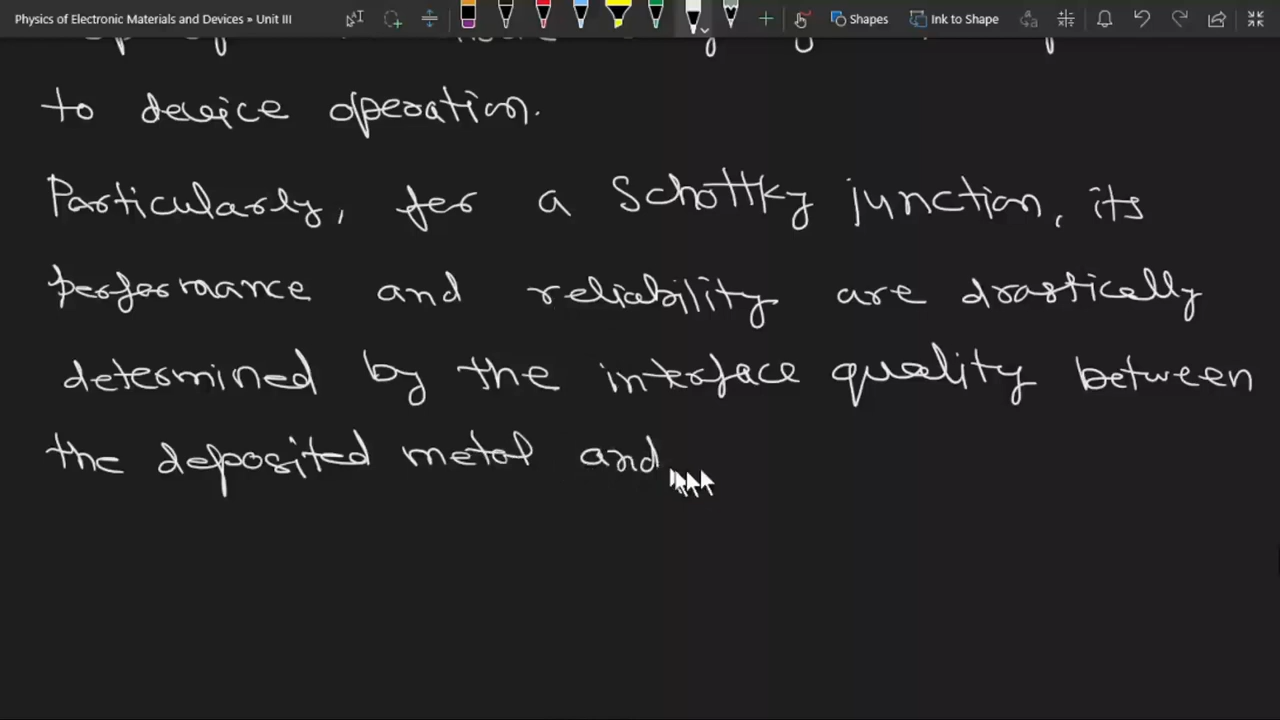 Physics of Electronic Materials and Devices » Unit III
Shapes
Ink to Shape
to device operation.
Particularly, for a Schottky junction, its
performance and reliability are drastically
determined by the interface quality between
the deposited metal and